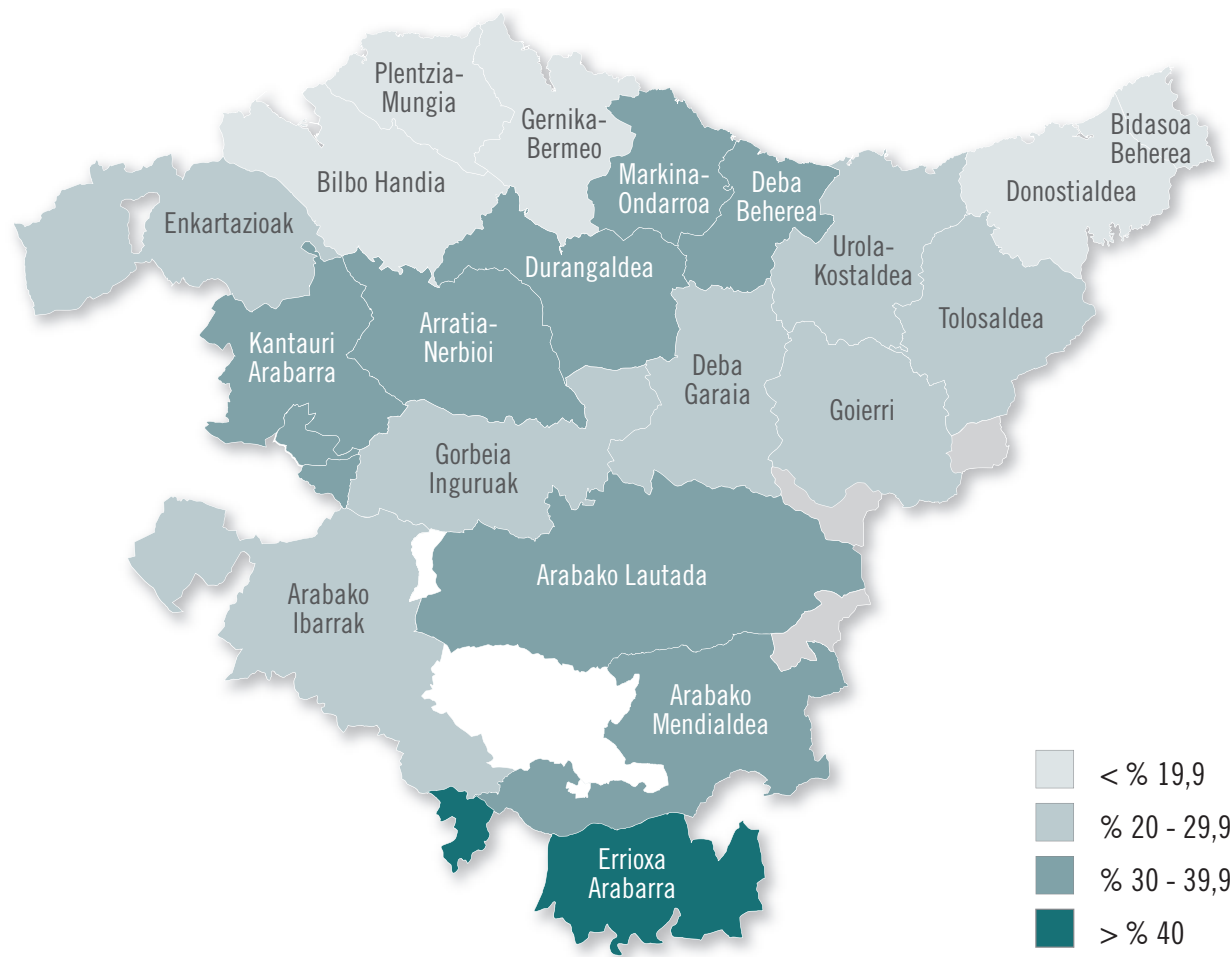 Plentzia-
Mungia
Gernika-
Bermeo
Bidasoa
Beherea
Bilbo Handia
Markina-
Ondarroa
Deba
Beherea
Donostialdea
Enkartazioak
Urola-
Kostaldea
Durangaldea
Tolosaldea
Kantauri
Arabarra
Arratia-
Nerbioi
Deba
Garaia
Goierri
Gorbeia
Inguruak
Arabako Lautada
Arabako
Ibarrak
Arabako
Mendialdea
Errioxa
Arabarra
< % 19,9
% 20 - 29,9
% 30 - 39,9
> % 40